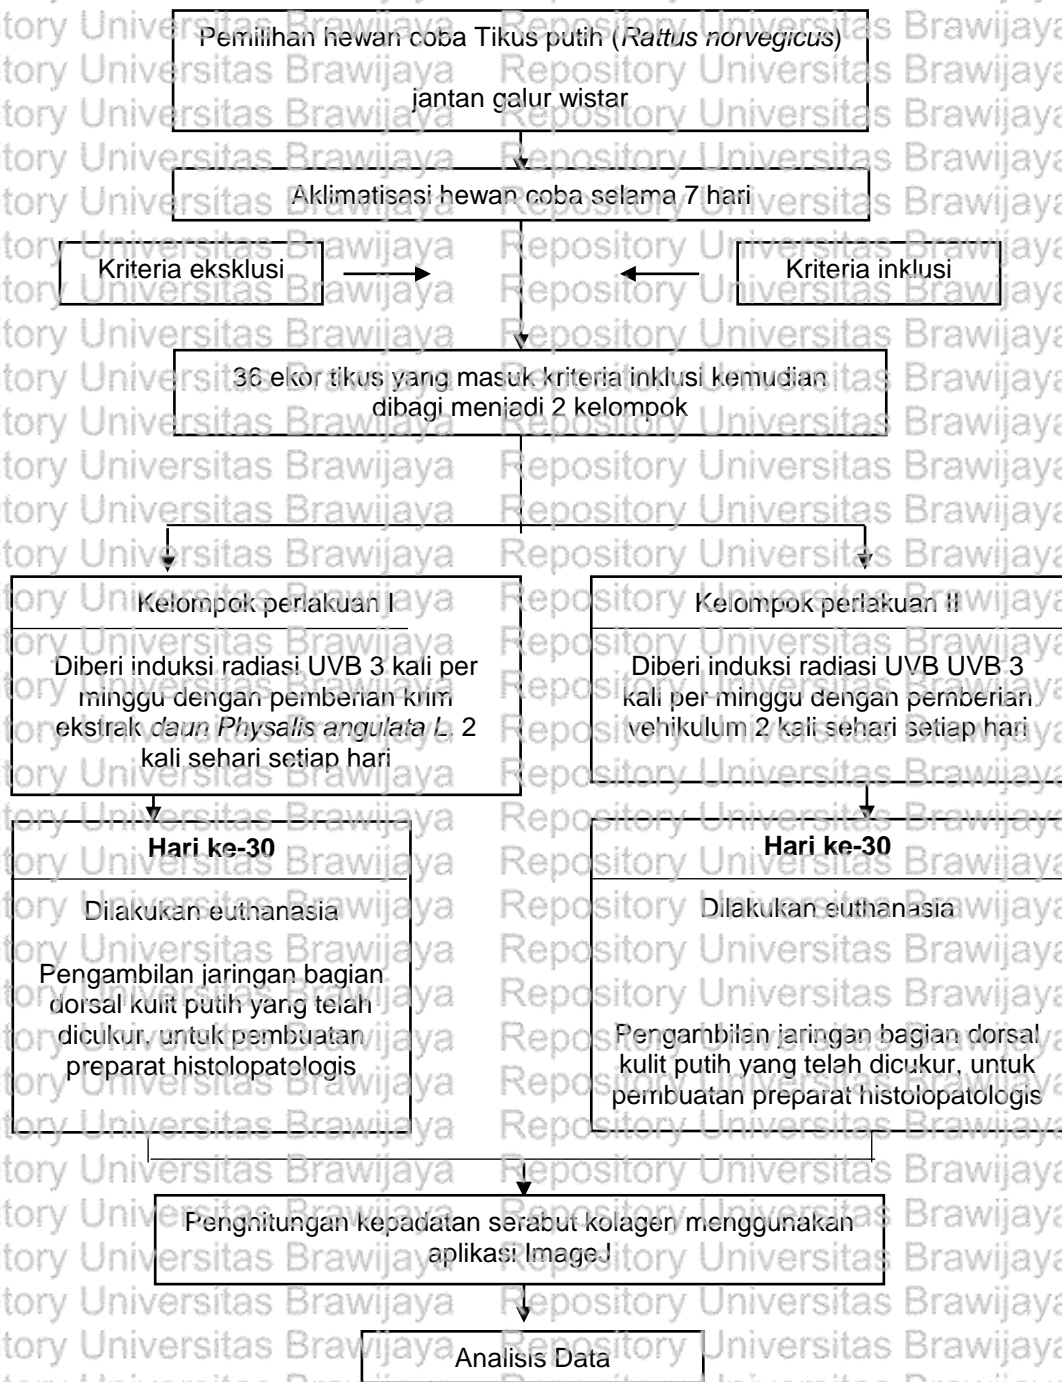 Pemilihan hewan coba Tikus putih (Rattus norvegicus)
jantan galur wistar
Aklimatisasi hewan coba selama 7 hari
Kriteria eksklusi
Kriteria inklusi
36 ekor tikus yang masuk kriteria inklusi kemudian
dibagi menjadi 2 kelompok
Kelompok perlakuan I
Diberi induksi radiasi UVB 3 kali per
minggu dengan pemberian krim
ekstrak daun Physalis angulata L. 2
kali sehari setiap hari
Kelompok perlakuan II
Diberi induksi radiasi UVB UVB 3
kali per minggu dengan pemberian
vehikulum 2 kali sehari setiap hari
Hari ke-30
Dilakukan euthanasia
Pengambilan jaringan bagian
dorsal kulit putih yang telah
dicukur, untuk pembuatan
preparat histolopatologis
Hari ke-30
Dilakukan euthanasia
Pengambilan jaringan bagian dorsal
kulit putih yang telah dicukur, untuk
pembuatan preparat histolopatologis
Penghitungan kepadatan serabut kolagen menggunakan
aplikasi ImageJ
Analisis Data